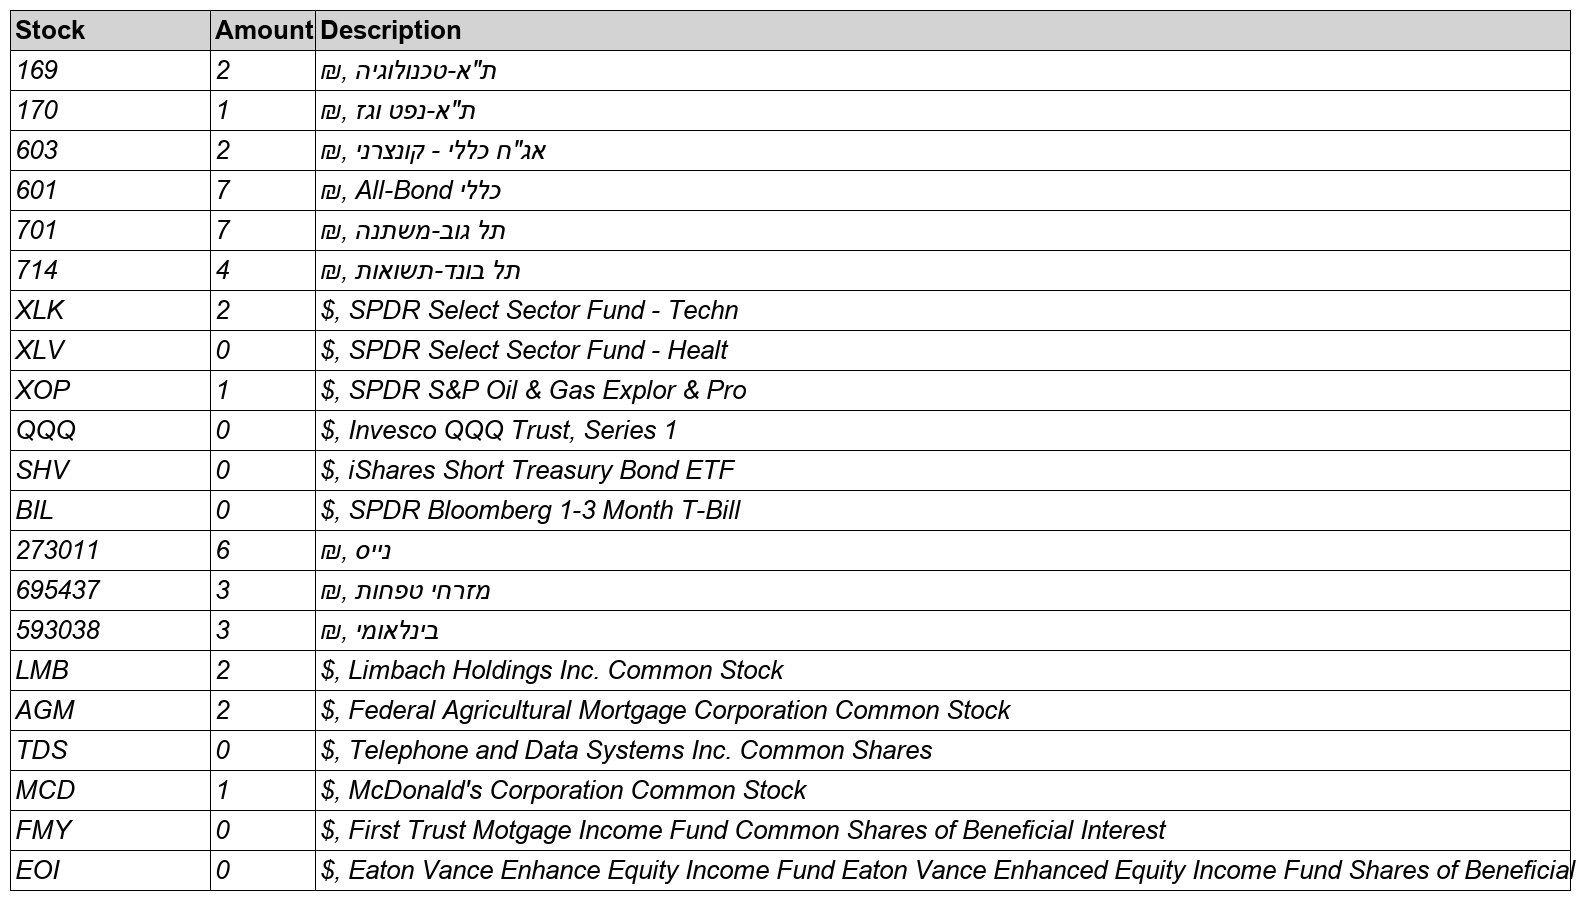 Stock Amount Description
169 2 ₪, ת"א-טכנולוגיה
170 1 ₪, ת"א-נפט וגז
603 2 ₪, אג"ח כללי - קונצרני
601 7 ₪, All-Bond כללי
701 7 ₪, תל גוב-משתנה
714 4 ₪, תל בונד-תשואות
XLK 2 $, SPDR Select Sector Fund - Techn
XLV 0 $, SPDR Select Sector Fund - Healt
XOP 1 $, SPDR S&P Oil & Gas Explor & Pro
QQQ 0 $, Invesco QQQ Trust, Series 1
SHV 0 $, iShares Short Treasury Bond ETF
BIL 0 $, SPDR Bloomberg 1-3 Month T-Bill
273011 6 ₪, נייס
695437 3 ₪, מזרחי טפחות
593038 3 ₪, בינלאומי
LMB 2 $, Limbach Holdings Inc. Common Stock
AGM 2 $, Federal Agricultural Mortgage Corporation Common Stock
TDS 0 $, Telephone and Data Systems Inc. Common Shares
MCD 1 $, McDonald's Corporation Common Stock
FMY 0 $, First Trust Motgage Income Fund Common Shares of Beneficial Interest
EOI 0 $, Eaton Vance Enhance Equity Income Fund Eaton Vance Enhanced Equity Income Fund Shares of Beneficial